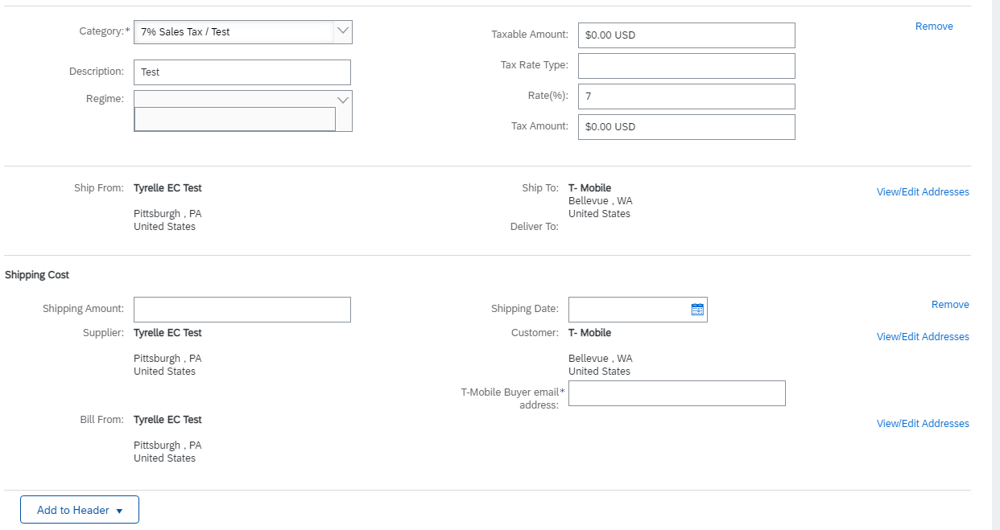 Category:* 7% Sales Tax / Test
Taxable Amount: $0.00 USD
Remove
Tax Rate Type:
Description: Test
Rate(%): 7
Regime:
Tax Amount: $0.00 USD
Ship From: Tyrelle EC Test
Ship To: T- Mobile
View/Edit Addresses
Bellevue , WA
Pittsburgh , PA
United States
United States
Deliver To:
Shipping Cost
Shipping Amount:
Shipping Date:
Remove
Supplier: Tyrelle EC Test
Customer: T- Mobile
View/Edit Addresses
Pittsburgh , PA
Bellevue , WA
United States
United States
T-Mobile Buyer email*
address:
Bill From: Tyrelle EC Test
View/Edit Addresses
Pittsburgh , PA
United States
Add to Header ▼